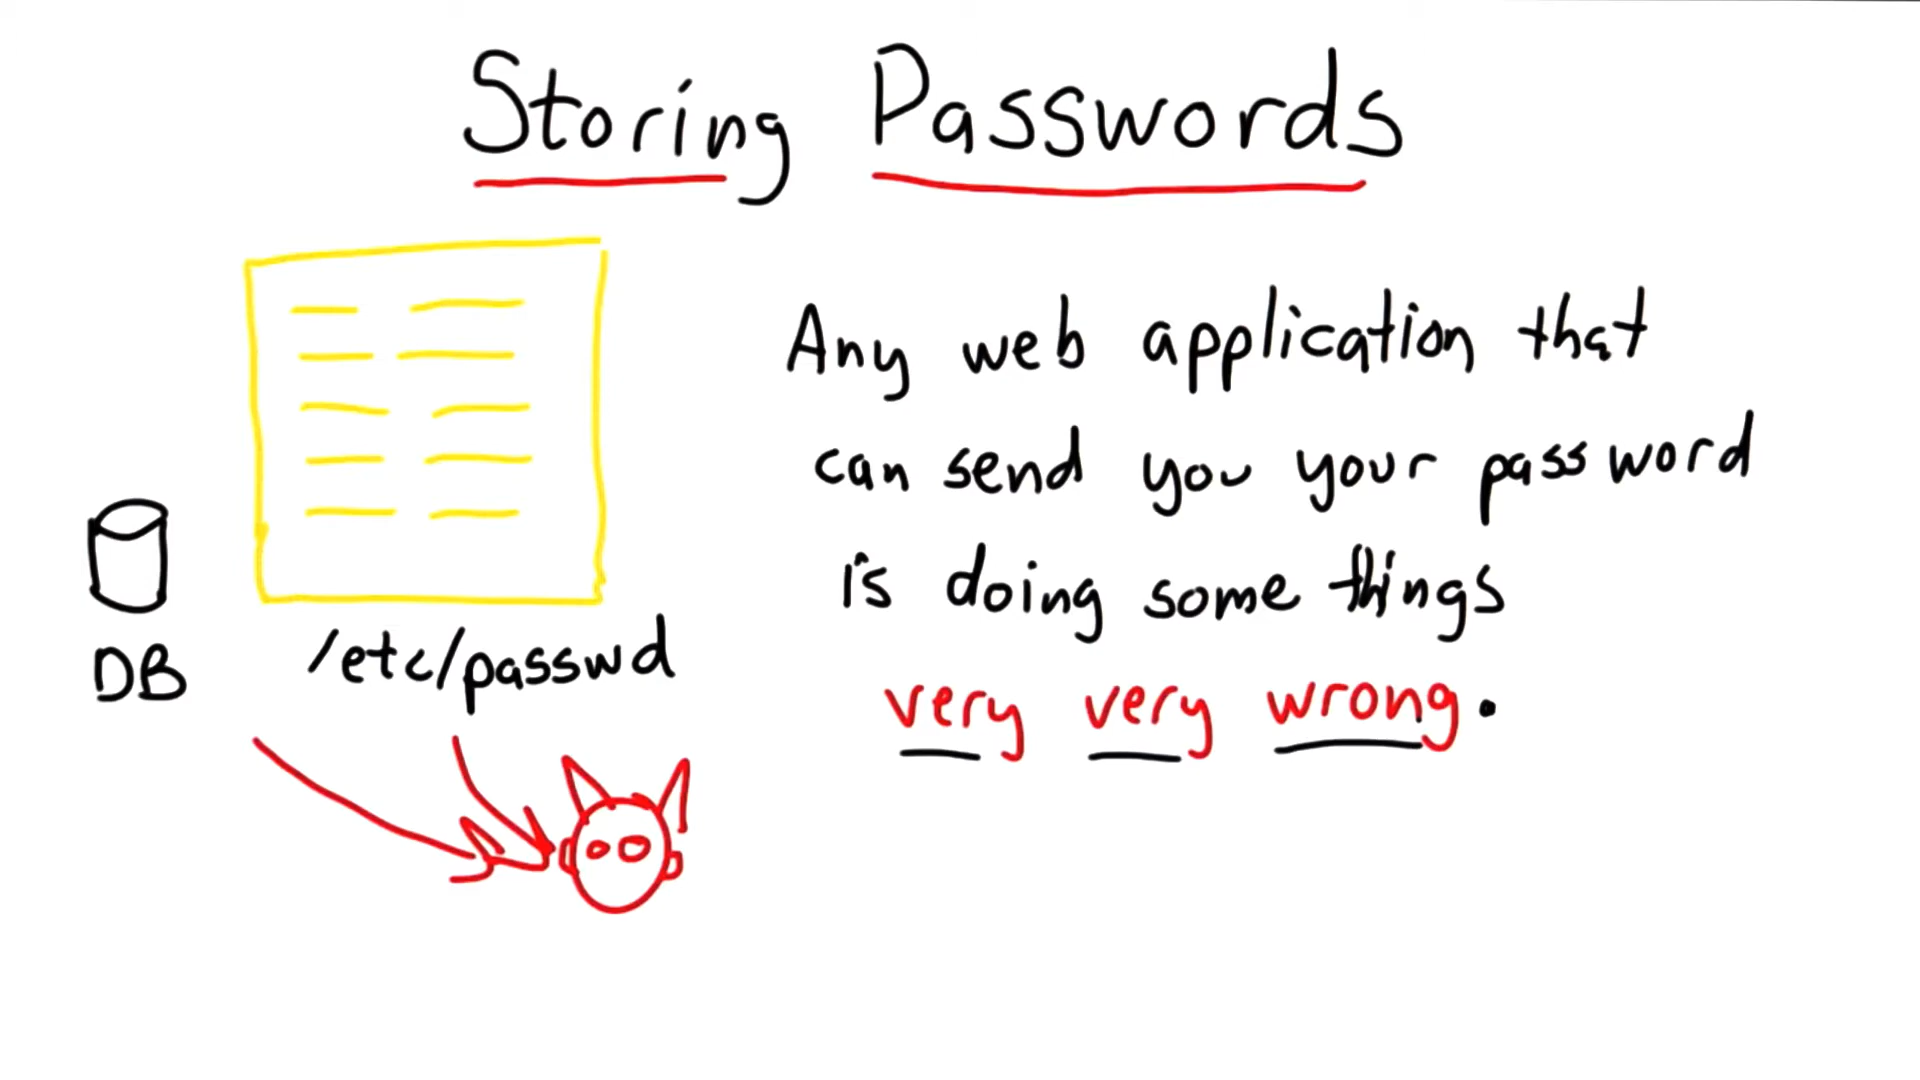 Storing Passwords
Any web application that
can send you your password
is doing some things
very very wrong.
DB
/etc/passwd